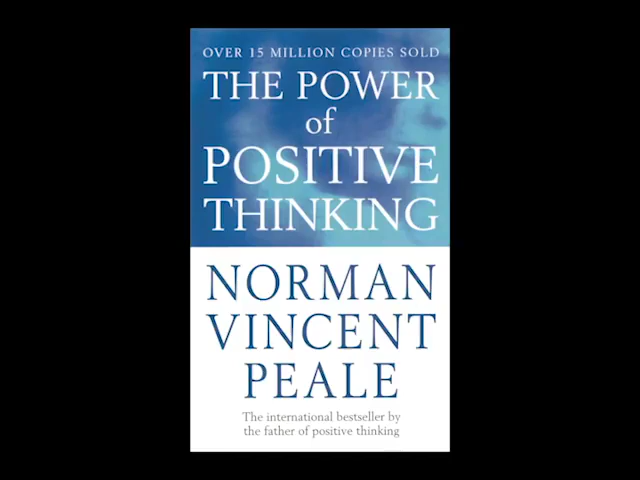 OVER 15 MILLION COPIES SOLD
THE POWER
of
POSITIVE
THINKING
NORMAN
VINCENT
PEALE
The international bestseller by
the father of positive thinking